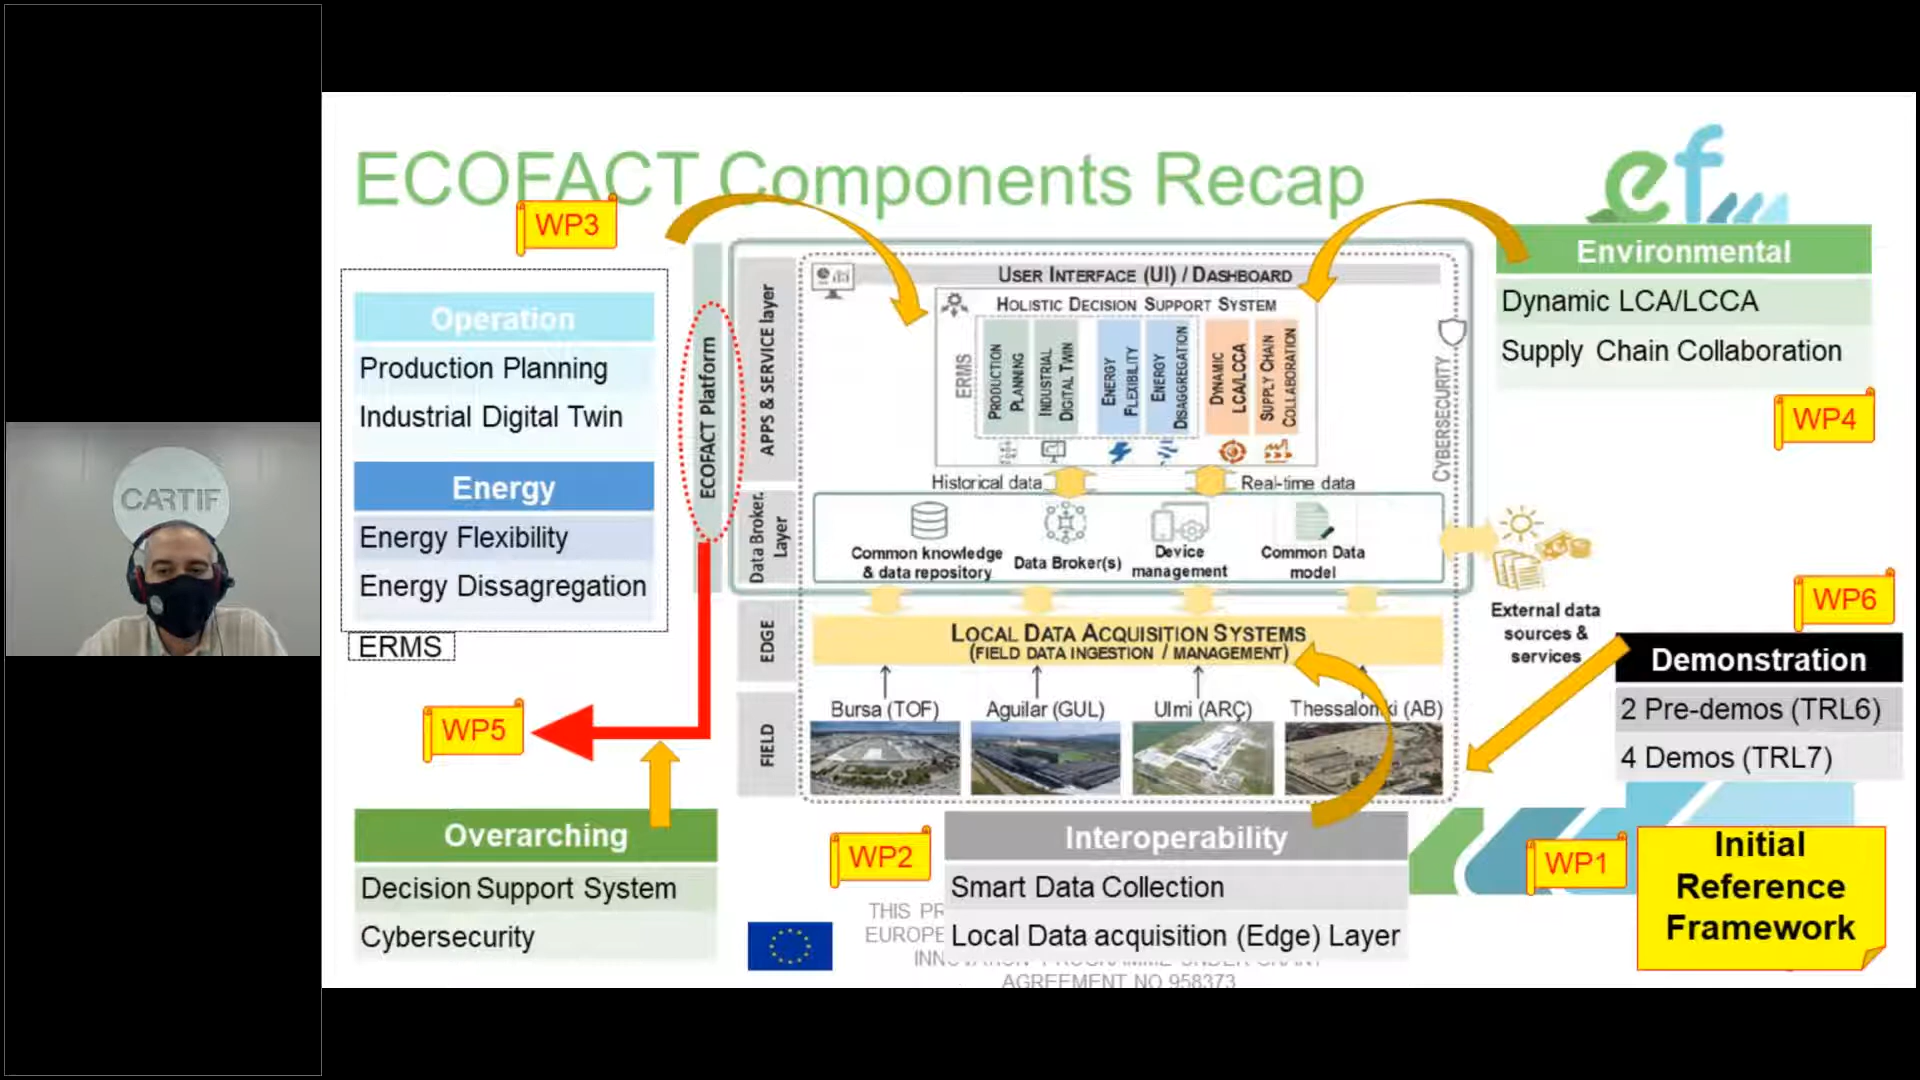 ECOFACT Components Recap
ef
WP3
Operation
Production Planning
Industrial Digital Twin
Energy
Energy Flexibility
Energy Dissagregation
ERMS
WP5
Overarching
Decision Support System
Cybersecurity
CARTIF
ECOFACT Platform
APPS & SERVICE layer
Data Broker.
Layer
EDGE
FIELD
USER INTERFACE (UI) / DASHBOARD
HOLISTIC DECISION SUPPORT SYSTEM
ERMS
PRODUCTION
PLANNING
INDUSTRIAL
DIGITAL TWIN
ENERGY
FLEXIBILITY
ENERGY
DISAGGREGATION
DYNAMIC
LCA/LCCA
SUPPLY CHAIN
COLLABORATION
CYBERSECURITY
Historical data
Real-time data
Common knowledge
& data repository
Data Broker(s)
Device
management
Common Data
model
LOCAL DATA ACQUISITION SYSTEMS
(FIELD DATA INGESTION / MANAGEMENT)
Bursa (TOF)
Aguilar (GUL)
Ulmi (ARÇ)
Thessaloniki (AB)
External data
sources &
services
Environmental
Dynamic LCA/LCCA
Supply Chain Collaboration
WP4
WP6
Demonstration
2 Pre-demos (TRL6)
4 Demos (TRL7)
WP2
Interoperability
Smart Data Collection
Local Data acquisition (Edge) Layer
WP1
Initial
Reference
Framework
THIS
AGREEMENT NO 958373